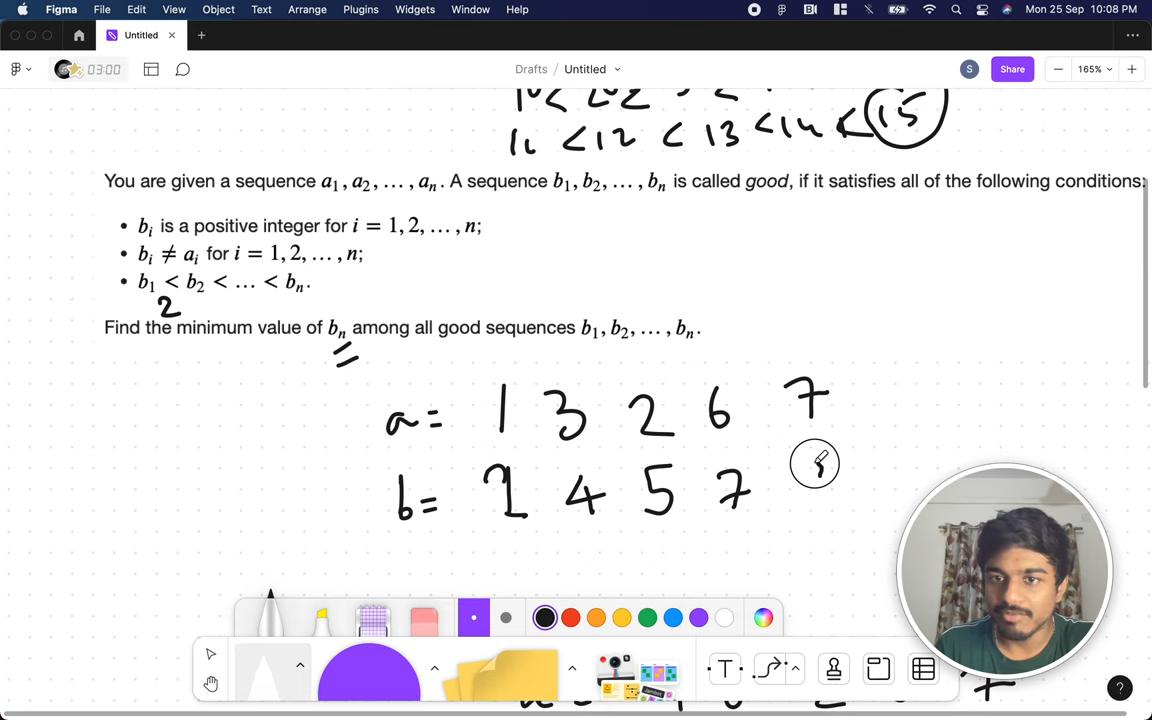 Figma File Edit View Object Text Arrange Plugins Widgets Window Help Mon 25 Sep 10:08 PM
Untitled
03:00 Drafts / Untitled S Share 165%
11 < 12 < 13 < 14 < 15
You are given a sequence a₁, a₂, …, aₙ. A sequence b₁, b₂, …, bₙ is called good, if it satisfies all of the following conditions:
• bᵢ is a positive integer for i = 1, 2, …, n;
• bᵢ ≠ aᵢ for i = 1, 2, …, n;
• b₁ < b₂ < … < bₙ.
2
Find the minimum value of bₙ among all good sequences b₁, b₂, …, bₙ.
a = 1 3 2 6 7
b = 2 4 5 7
T
?